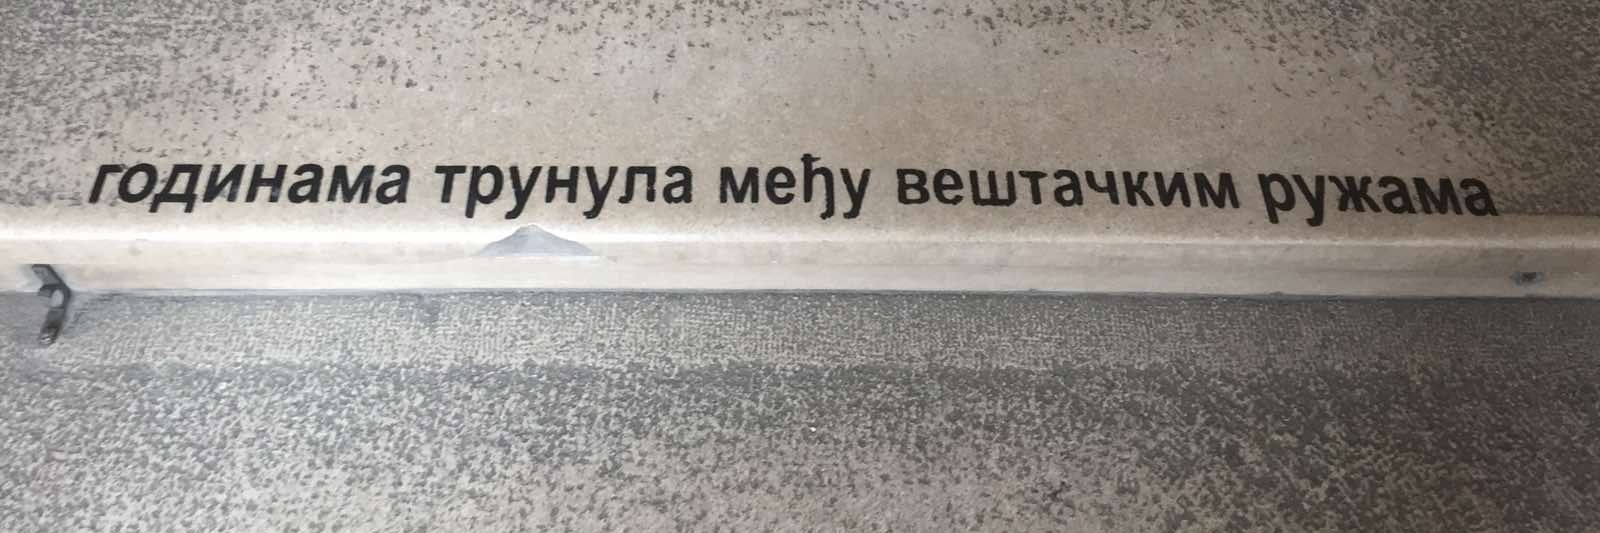 годинама трунула међу вештачким ружама